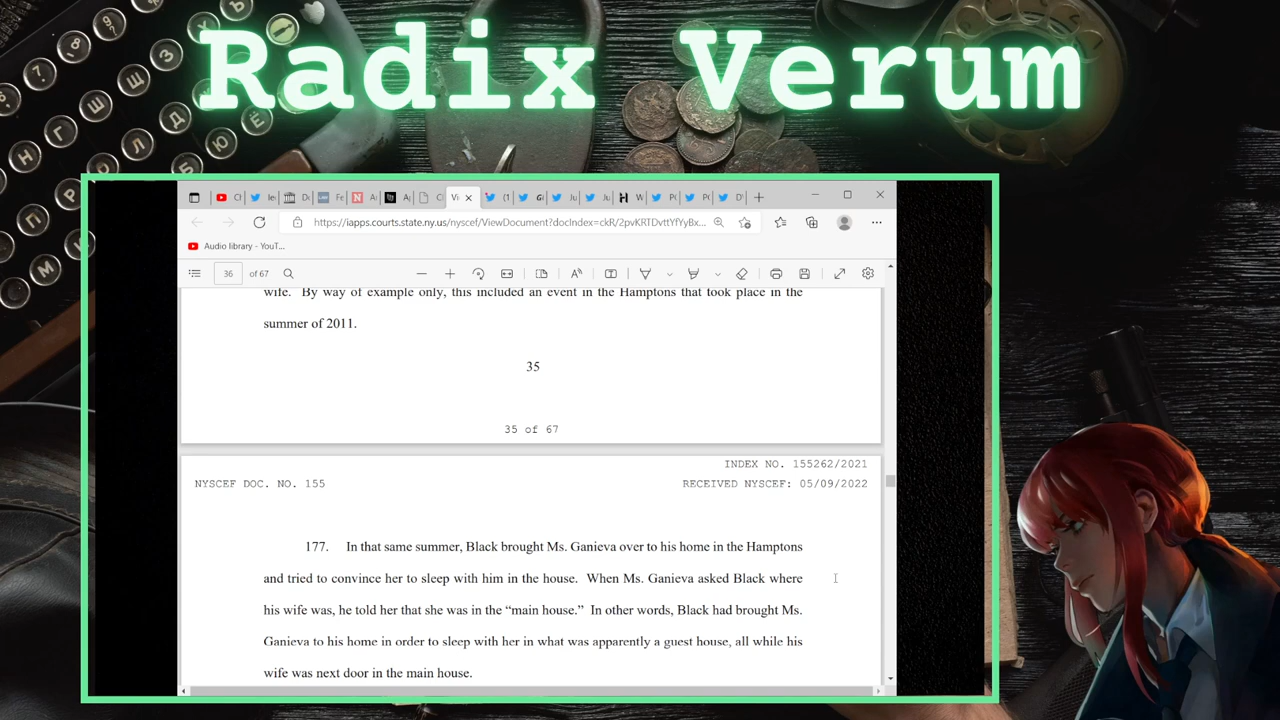 Radix Verum
https://iapps.courts.state.ny.us/nyscef/ViewDocument?docIndex=ckR/2pvKRTDvttYfYyBx...
Audio library - YouT...
36 of 67
wife. By way of example only, this included an event in the Hamptons that took place in the
summer of 2011.
35
35 of 67
INDEX NO. 155262/2021
NYSCEF DOC. NO. 155 RECEIVED NYSCEF: 05/09/2022
177. In that same summer, Black brought Ms. Ganieva over to his home in the Hamptons
and tried to convince her to sleep with him in the house. When Ms. Ganieva asked Black where
his wife was, he told her that she was in the “main house.” In other words, Black had brought Ms.
Ganieva to his home in order to sleep with her in what was apparently a guest house, all while his
wife was next door in the main house.